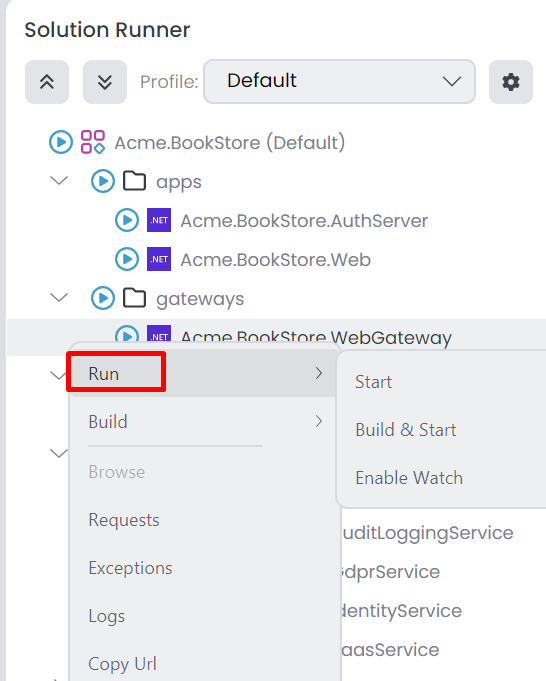 Solution Runner
Profile: Default
Acme.BookStore (Default)
apps
.NET Acme.BookStore.AuthServer
.NET Acme.BookStore.Web
gateways
.NET Acme.BookStore.WebGateway
Run
Start
Build
Build & Start
Browse
Enable Watch
Requests
uditLoggingService
Exceptions
dprService
Logs
dentityService
Copy Url
aasService